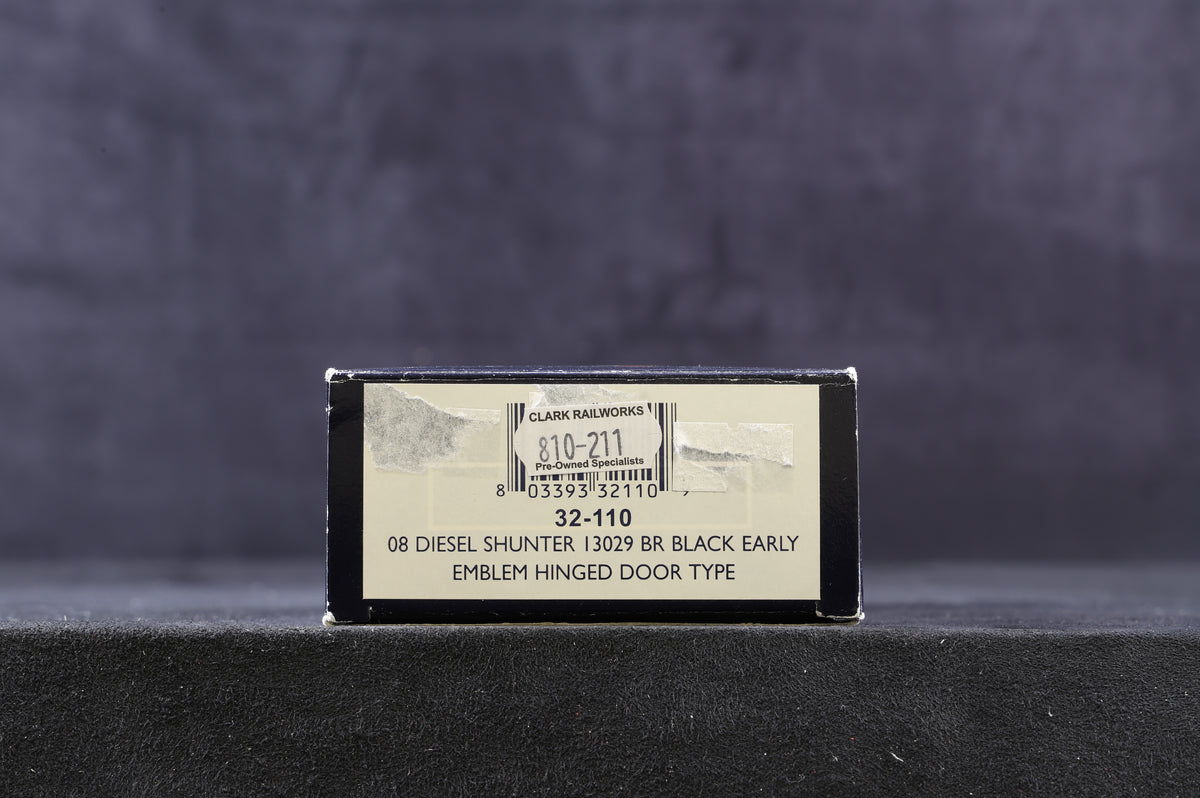 CLARK RAILWORKS
810-211
Pre-Owned Specialists
8 03393 32110
32-110
08 DIESEL SHUNTER 13029 BR BLACK EARLY
EMBLEM HINGED DOOR TYPE